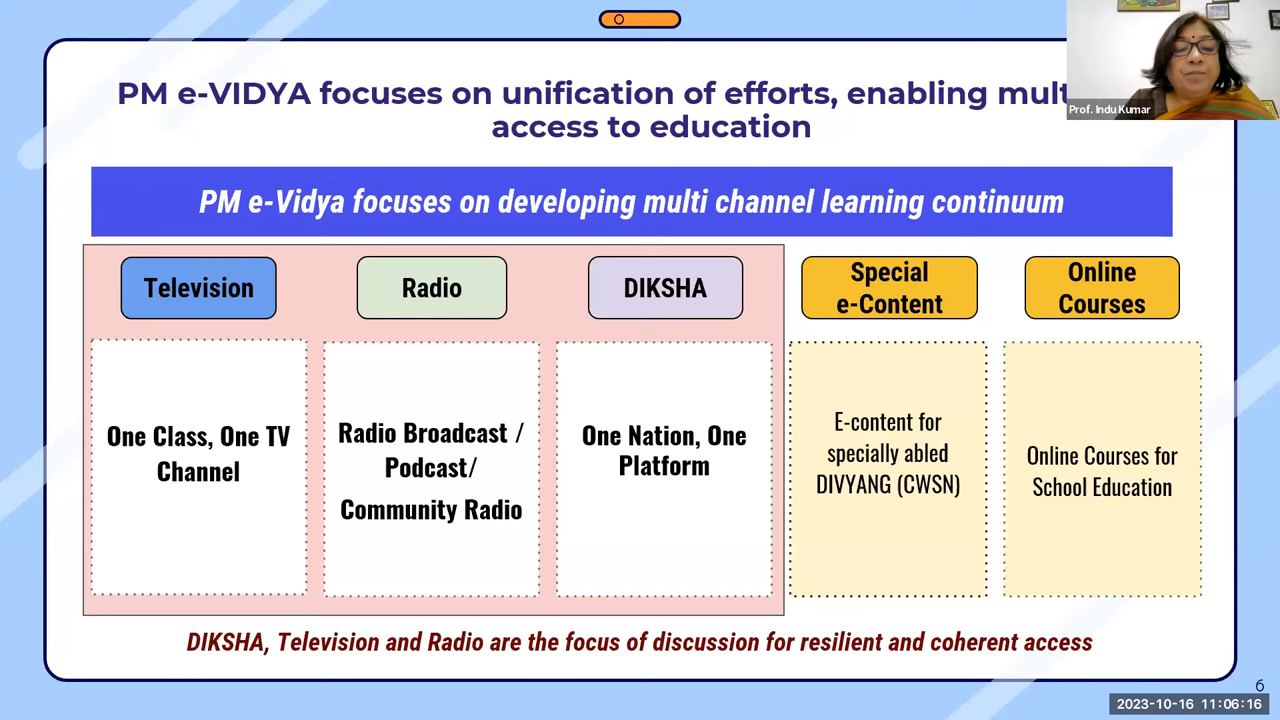 PM e-VIDYA focuses on unification of efforts, enabling
access to education
Prof. Indu Kumar
PM e-Vidya focuses on developing multi channel learning continuum
Television
Radio
DIKSHA
Special
e-Content
Online
Courses
One Class, One TV
Channel
Radio Broadcast /
Podcast/
Community Radio
One Nation, One
Platform
E-content for
specially abled
DIVYANG (CWSN)
Online Courses for
School Education
DIKSHA, Television and Radio are the focus of discussion for resilient and coherent access
6
2023-10-16 11:06:16